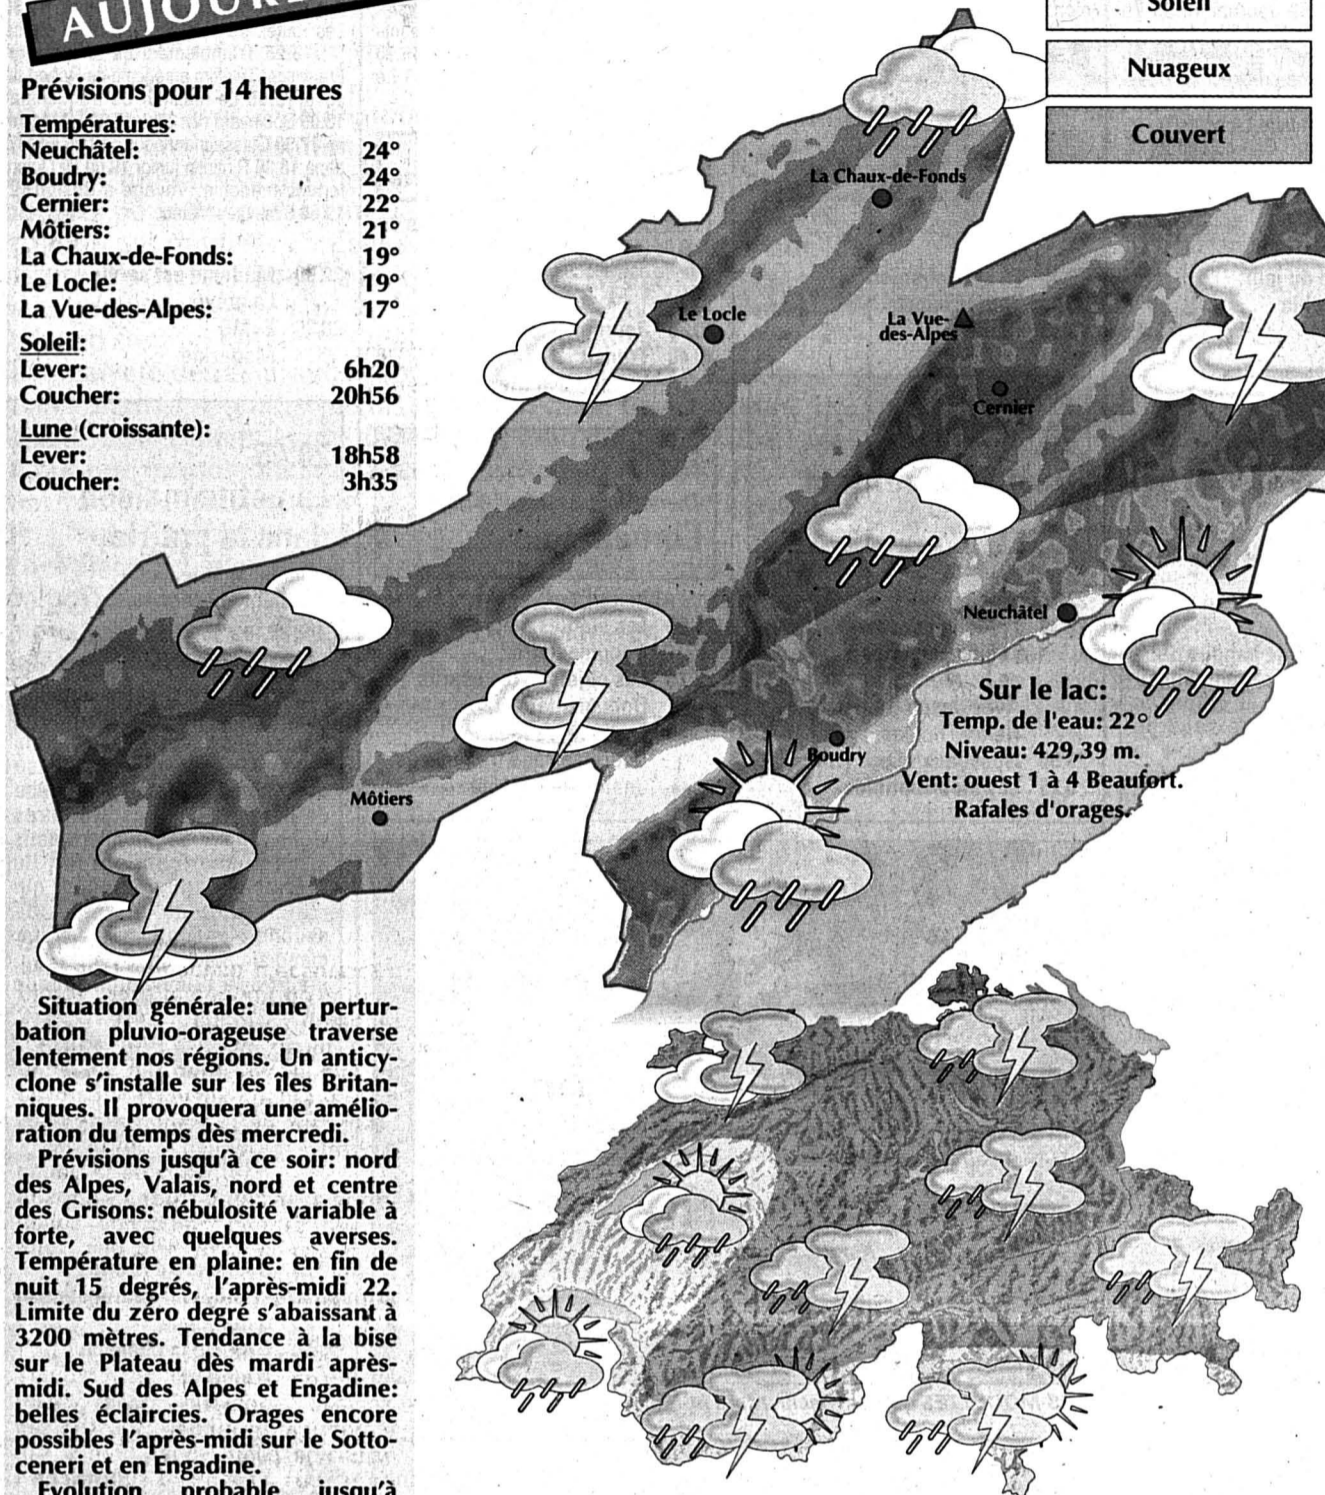 Prévisions pour 14 heures
Températures:
Neuchâtel: 24°
Boudry: 24°
Cernier: 22°
Môtiers: 21°
La Chaux-de-Fonds: 19°
Le Locle: 19°
La Vue-des-Alpes: 17°
Soleil:
Lever: 6h20
Coucher: 20h56
Lune (croissante):
Lever: 18h58
Coucher: 3h35
Soleil
Nuageux
Couvert
La Chaux-de-Fonds
Le Locle
La Vue-
des-Alpes
Cernier
Neuchâtel
Boudry
Môtiers
Sur le lac:
Temp. de l'eau: 22°
Niveau: 429,39 m.
Vent: ouest 1 à 4 Beaufort.
Rafales d'orages.
Situation générale: une pertur-
bation pluvio-orageuse traverse
lentement nos régions. Un anticy-
clone s'installe sur les îles Britan-
niques. Il provoquera une amélio-
ration du temps dès mercredi.
Prévisions jusqu'à ce soir: nord
des Alpes, Valais, nord et centre
des Grisons: nébulosité variable à
forte, avec quelques averses.
Température en plaine: en fin de
nuit 15 degrés, l'après-midi 22.
Limite du zéro degré s'abaissant à
3200 mètres. Tendance à la bise
sur le Plateau dès mardi après-
midi. Sud des Alpes et Engadine:
belles éclaircies. Orages encore
possibles l'après-midi sur le Sotto-
ceneri et en Engadine.
Evolution probable jusqu'à